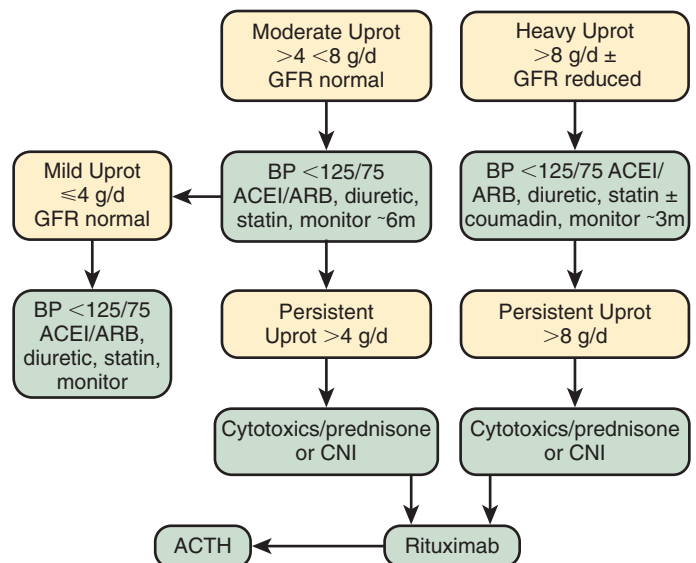 Moderate Uprot
>4 <8 g/d
GFR normal
Heavy Uprot
>8 g/d ±
GFR reduced
Mild Uprot
≤4 g/d
GFR normal
BP <125/75
ACEI/ARB, diuretic,
statin, monitor ~6m
BP <125/75 ACEI/
ARB, diuretic, statin ±
coumadin, monitor ~3m
BP <125/75
ACEI/ARB,
diuretic, statin,
monitor
Persistent
Uprot >4 g/d
Persistent Uprot
>8 g/d
Cytotoxics/prednisone
or CNI
Cytotoxics/prednisone
or CNI
ACTH
Rituximab